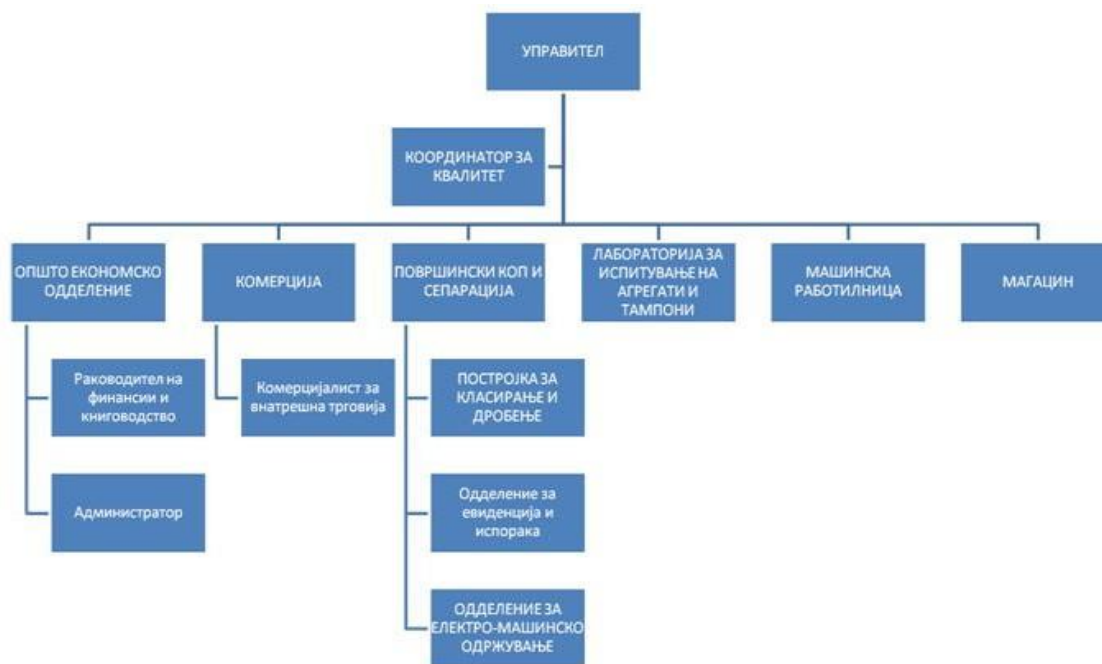 УПРАВИТЕЛ
КООРДИНАТОР ЗА
КВАЛИТЕТ
ОПШТО ЕКОНОМСКО
ОДДЕЛЕНИЕ
КОМЕРЦИЈА
ПОВРШИНСКИ КОП И
СЕПАРАЦИЈА
ЛАБОРАТОРИЈА ЗА
ИСПИТУВАЊЕ НА
АГРЕГАТИ И
ТАМПОНИ
МАШИНСКА
РАБОТИЛНИЦА
МАГАЦИН
Раководител на
финансии и
книговодство
Администратор
Комерцијалист за
внатрешна трговија
ПОСТРОЈКА ЗА
КЛАСИРАЊЕ И
ДРОБЕЊЕ
Одделение за
евиденција и
испорака
ОДДЕЛЕНИЕ ЗА
ЕЛЕКТРО-МАШИНСКО
ОДРЖУВАЊЕ